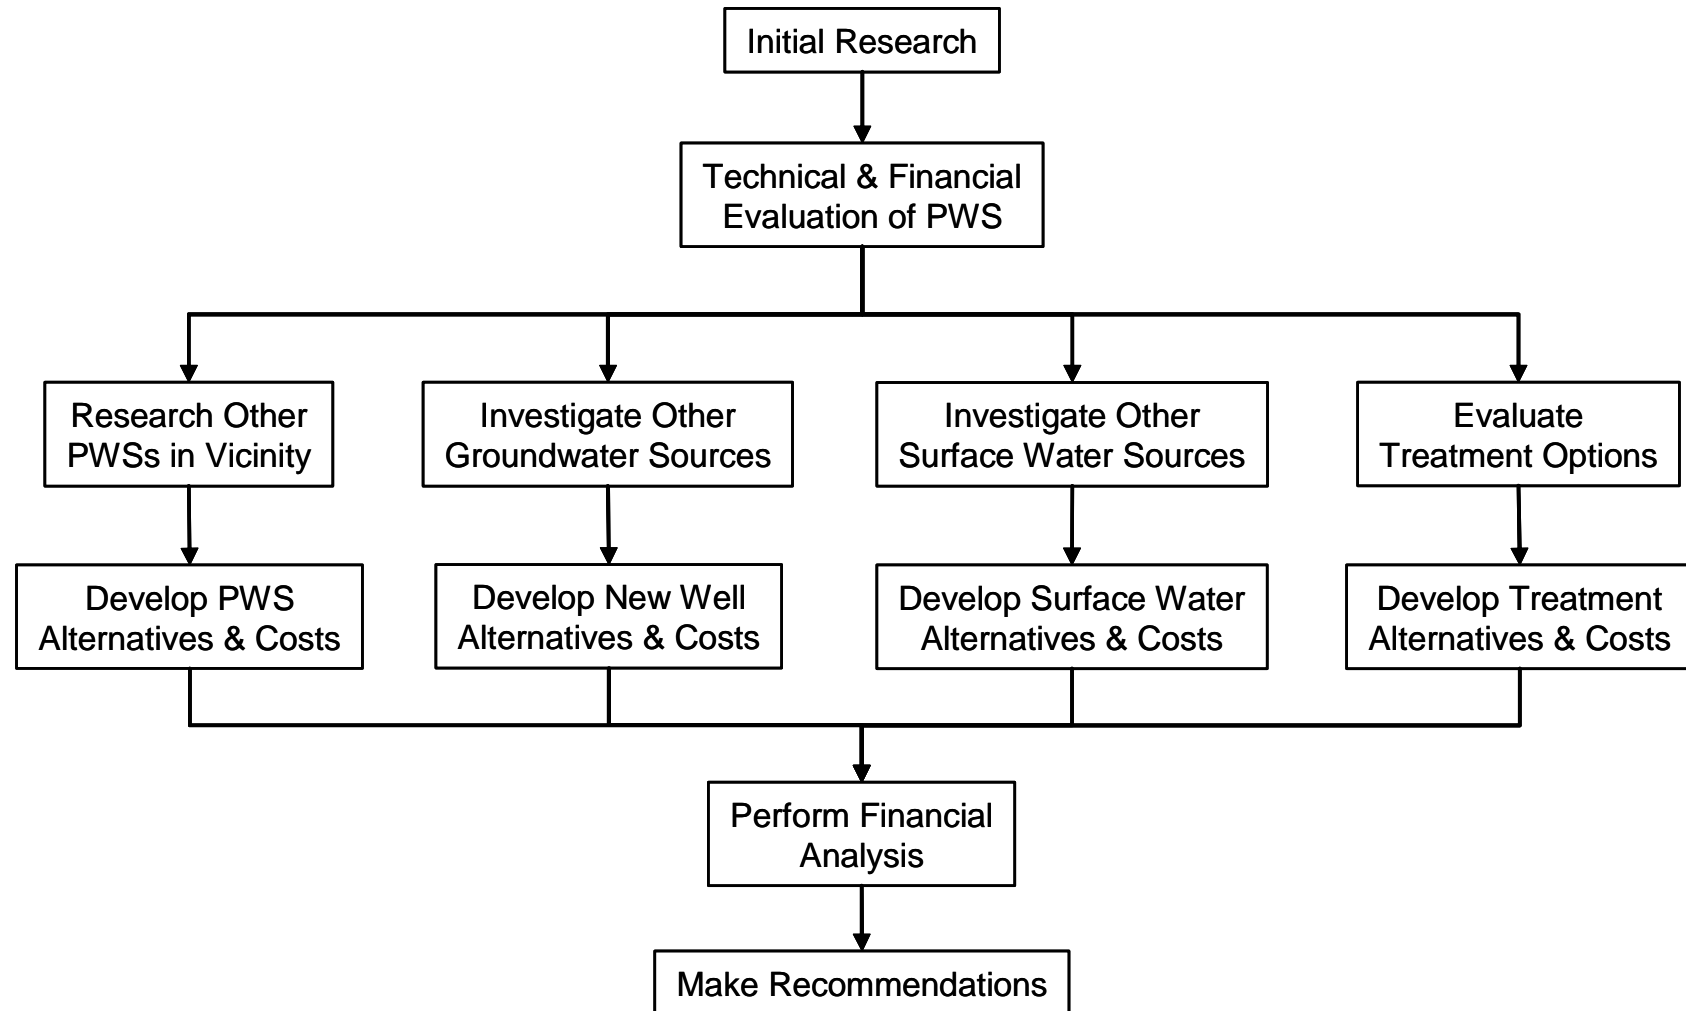 Initial Research
Technical & Financial
Evaluation of PWS
Research Other
PWSs in Vicinity
Investigate Other
Groundwater Sources
Investigate Other
Surface Water Sources
Evaluate
Treatment Options
Develop PWS
Alternatives & Costs
Develop New Well
Alternatives & Costs
Develop Surface Water
Alternatives & Costs
Develop Treatment
Alternatives & Costs
Perform Financial
Analysis
Make Recommendations